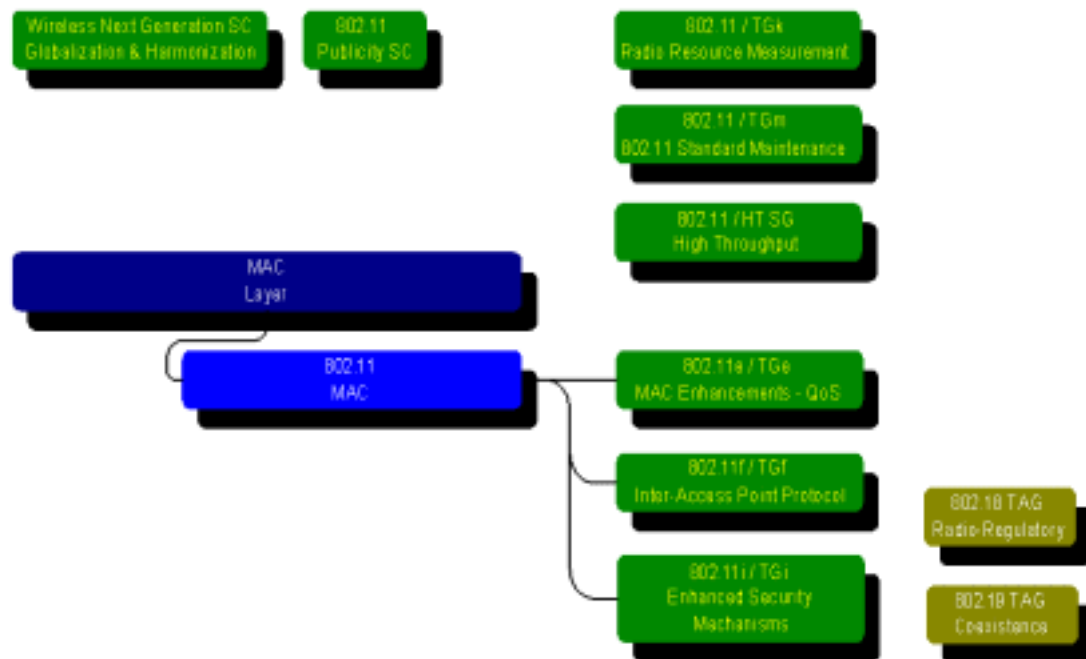 Wireless Next Generation SC
Globalization & Harmonization
802.11
Publicity SC
802.11 / TGk
Radio Resource Measurement
802.11 / TGm
802.11 Standard Maintenance
802.11 / HT SG
High Throughput
MAC
Layer
802.11
MAC
802.11e / TGe
MAC Enhancements - QoS
802.11f / TGf
Inter-Access Point Protocol
802.11i / TGi
Enhanced Security
Mechanisms
802.18 TAG
Radio-Regulatory
802.19 TAG
Coexistence